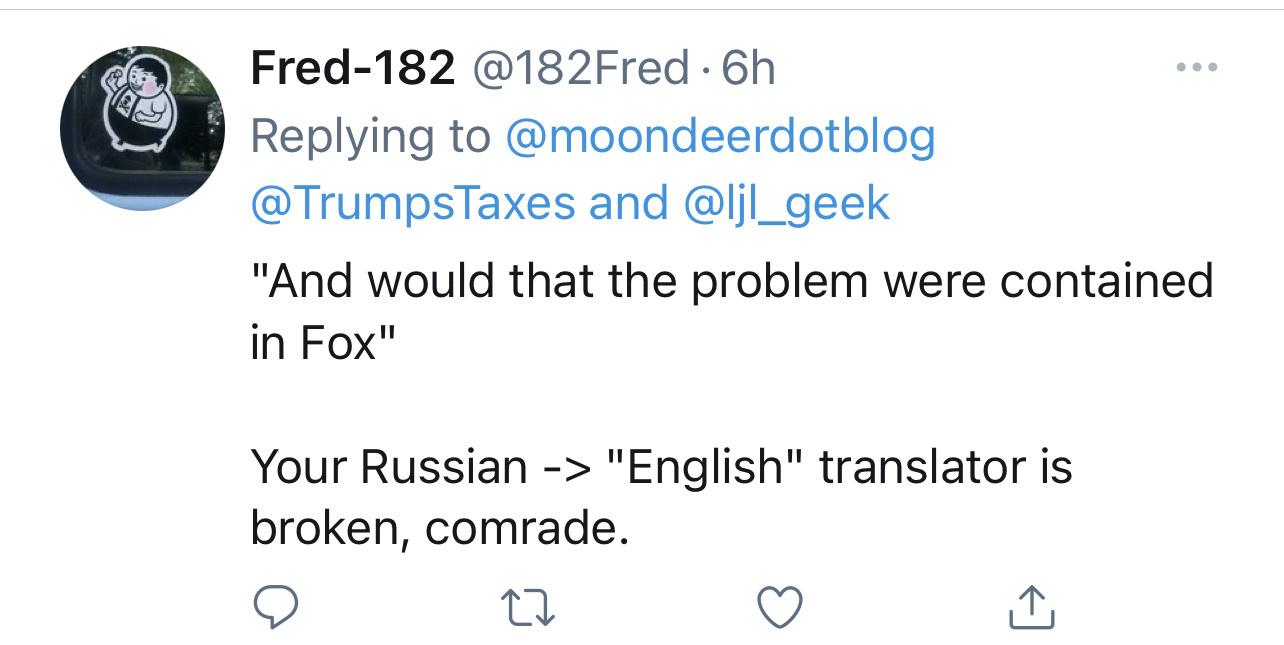 Fred-182 @182Fred · 6h
Replying to @moondeerdotblog
@TrumpsTaxes and @ljl_geek
"And would that the problem were contained
in Fox"
Your Russian -> "English" translator is
broken, comrade.